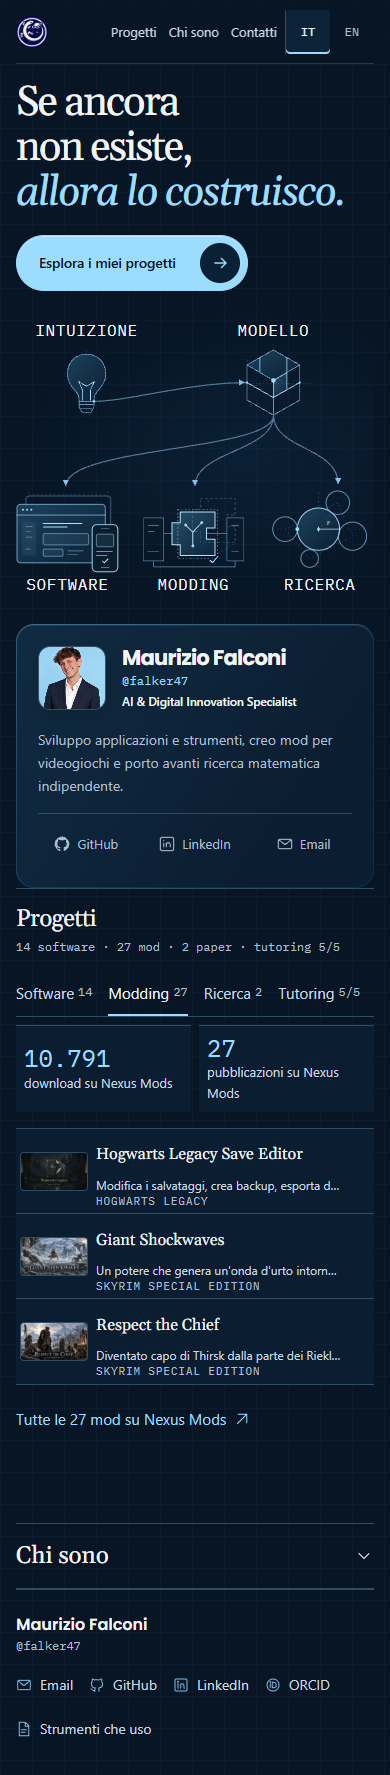 Progetti Chi sono Contatti IT EN
Se ancora
non esiste,
allora lo costruisco.
Esplora i miei progetti
INTUIZIONE MODELLO
SOFTWARE MODDING RICERCA
Maurizio Falconi
@falker47
AI & Digital Innovation Specialist
Sviluppo applicazioni e strumenti, creo mod per
videogiochi e porto avanti ricerca matematica
indipendente.
GitHub LinkedIn Email
Progetti
14 software · 27 mod · 2 paper · tutoring 5/5
Software 14 Modding 27 Ricerca 2 Tutoring 5/5
10.791
download su Nexus Mods
27
pubblicazioni su Nexus
Mods
Hogwarts Legacy Save Editor
Modifica i salvataggi, crea backup, esporta d...
HOGWARTS LEGACY
GIANT SHOCKWAVES
Giant Shockwaves
Un potere che genera un'onda d'urto intorn...
SKYRIM SPECIAL EDITION
RESPECT THE CHIEF
Respect the Chief
Diventato capo di Thirsk dalla parte dei Riekl...
SKYRIM SPECIAL EDITION
Tutte le 27 mod su Nexus Mods
Chi sono
Maurizio Falconi
@falker47
Email GitHub LinkedIn ORCID
Strumenti che uso